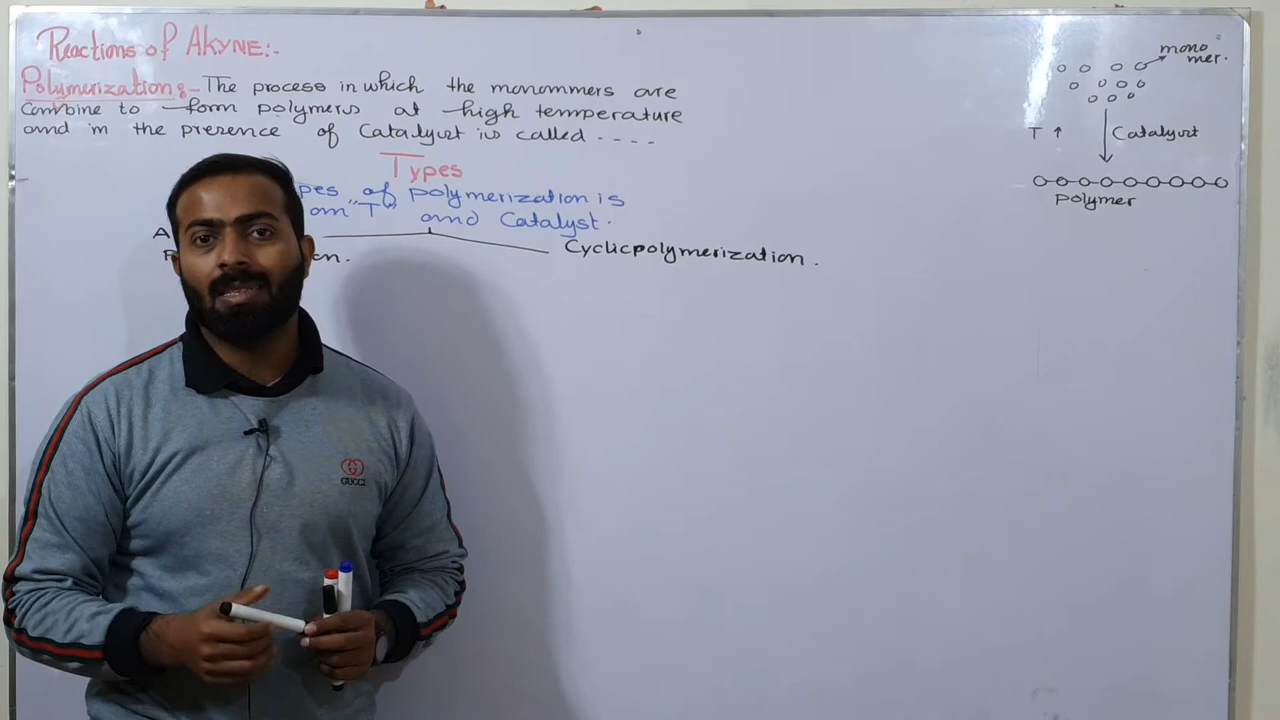 Reactions of AKYNE:-
Polymerization:- The process in which the monommers are
combine to form polymers at high temperature
and in the presence of Catalyst is called ----
Types
pes of polymerization is
on "T" and Catalyst.
Cyclicpolymerization.
mono
mer.
T ↑ Catalyst
polymer
GUCCI